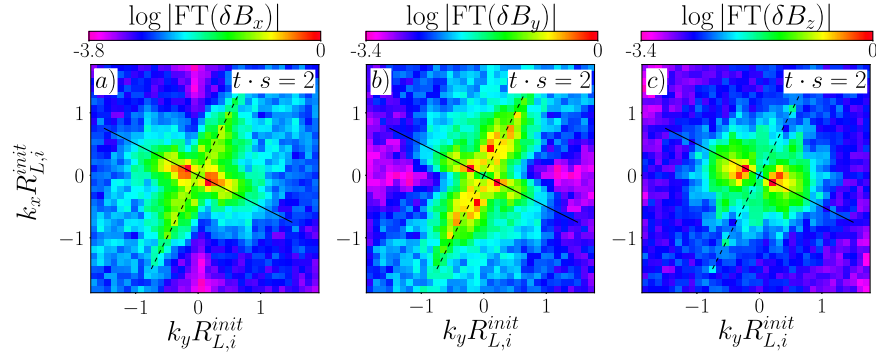 log |FT(δB_x)| log |FT(δB_y)| log |FT(δB_z)|
-3.8 0 -3.4 0 -3.4 0
a) t · s = 2 b) t · s = 2 c) t · s = 2
1 1 1
k_x R_{L,i}^{init} 0 0 0
−1 −1 −1
−1 0 1 −1 0 1 −1 0 1
k_y R_{L,i}^{init} k_y R_{L,i}^{init} k_y R_{L,i}^{init}